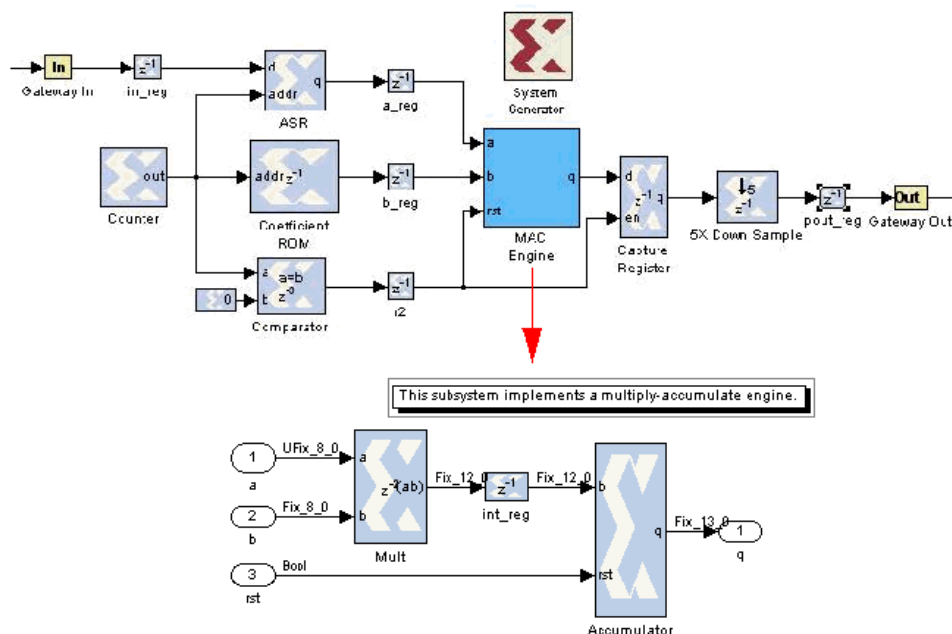 In
Gateway In
z⁻¹
in_reg
d
addr
q
ASR
z⁻¹
a_reg
System
Generator
out
Counter
addr z⁻¹
Coefficient
ROM
z⁻¹
b_reg
a
b
rst
q
MAC
Engine
d
en
z⁻¹ q
Capture
Register
↓5
z⁻¹
5X Down Sample
z⁻¹
pout_reg
Out
Gateway Out
0
a
b
a=b
z⁻⁰
Comparator
z⁻¹
r2
This subsystem implements a multiply-accumulate engine.
1
a
UFix_8_0
2
b
Fix_8_0
3
rst
Bool
a
b
(ab)
Mult
Fix_12_0
z⁻¹
int_reg
Fix_12_0
b
rst
q
Accumulator
Fix_13_0
1
q